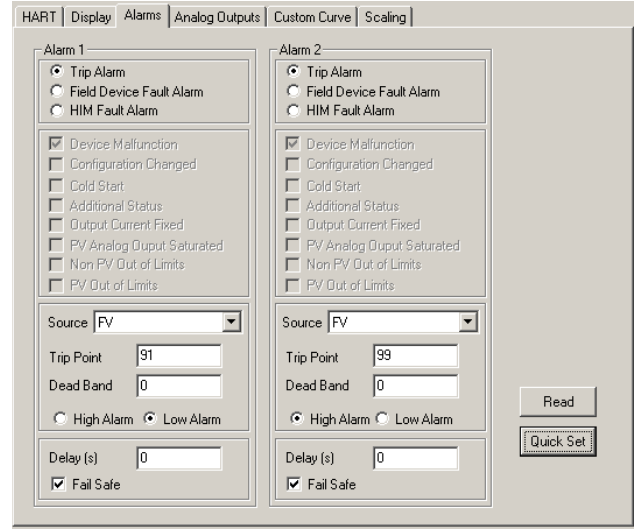 HART Display Alarms Analog Outputs Custom Curve Scaling
Alarm 1
Trip Alarm
Field Device Fault Alarm
HIM Fault Alarm
Device Malfunction
Configuration Changed
Cold Start
Additional Status
Output Current Fixed
PV Analog Ouput Saturated
Non PV Out of Limits
PV Out of Limits
Source FV
Trip Point 91
Dead Band 0
High Alarm Low Alarm
Delay (s) 0
Fail Safe
Alarm 2
Trip Alarm
Field Device Fault Alarm
HIM Fault Alarm
Device Malfunction
Configuration Changed
Cold Start
Additional Status
Output Current Fixed
PV Analog Ouput Saturated
Non PV Out of Limits
PV Out of Limits
Source FV
Trip Point 99
Dead Band 0
High Alarm Low Alarm
Delay (s) 0
Fail Safe
Read
Quick Set